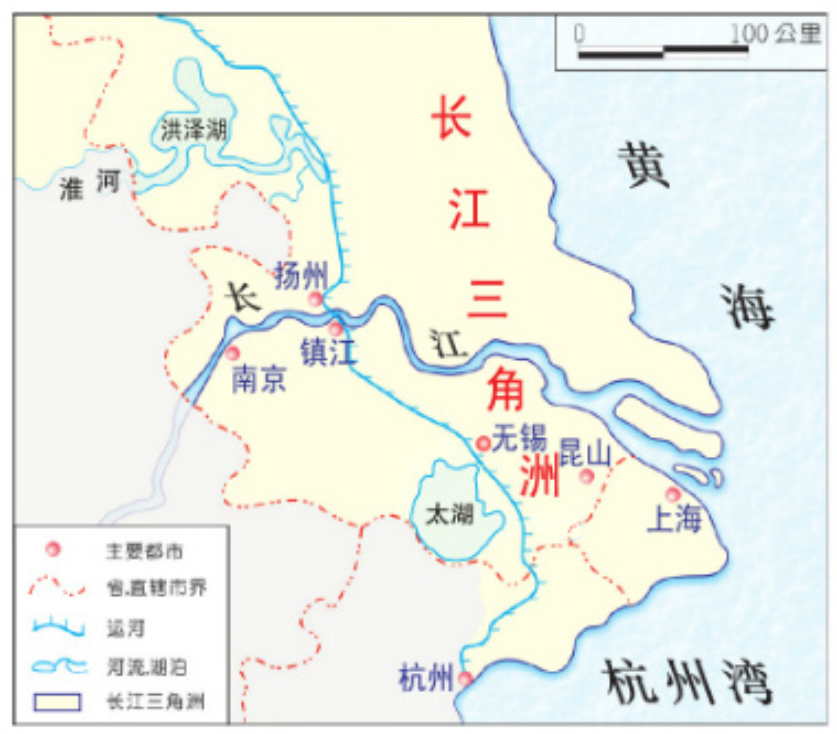 0 100 公里
长江三角洲
黄海
洪泽湖
淮河
扬州
长江
镇江
南京
无锡
昆山
太湖
上海
杭州
杭州湾
主要都市
省,直辖市界
运河
河流,湖泊
长江三角洲